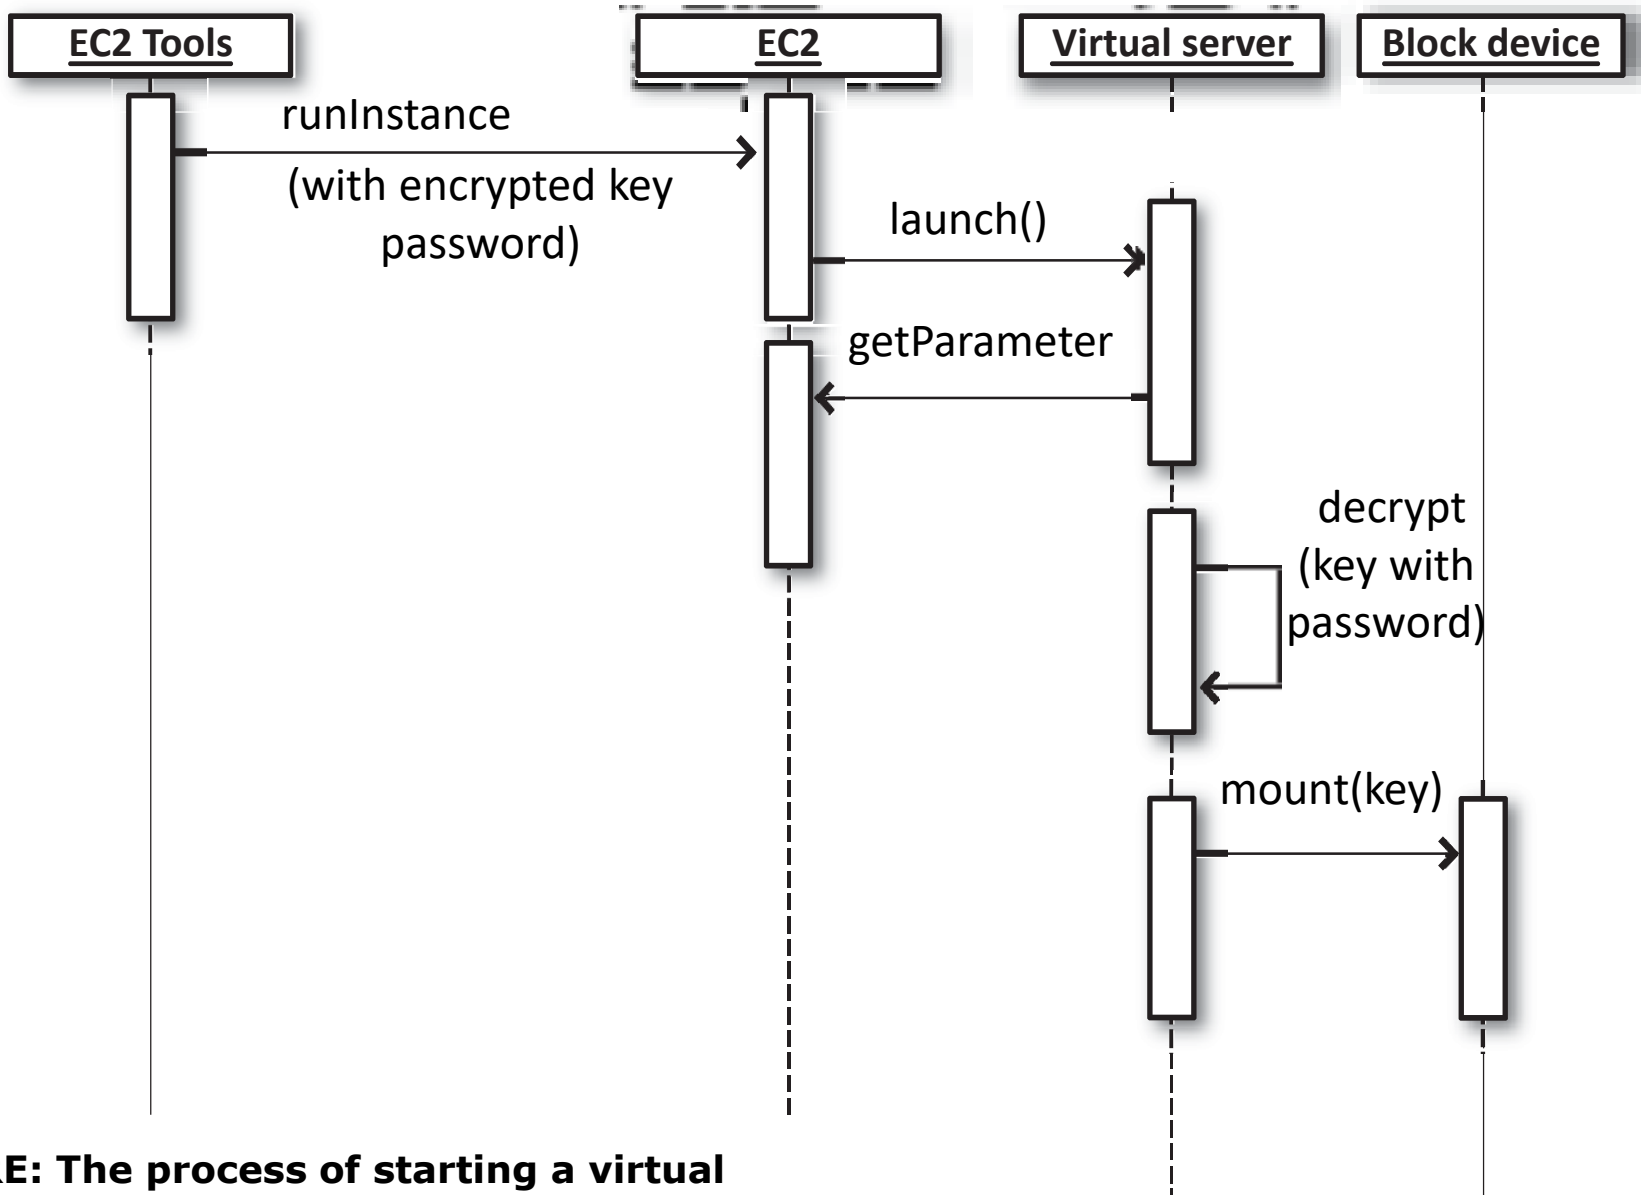 EC2 Tools
EC2
Virtual server
Block device
runInstance
(with encrypted key
password)
launch()
getParameter
decrypt
(key with
password)
mount(key)
E: The process of starting a virtual